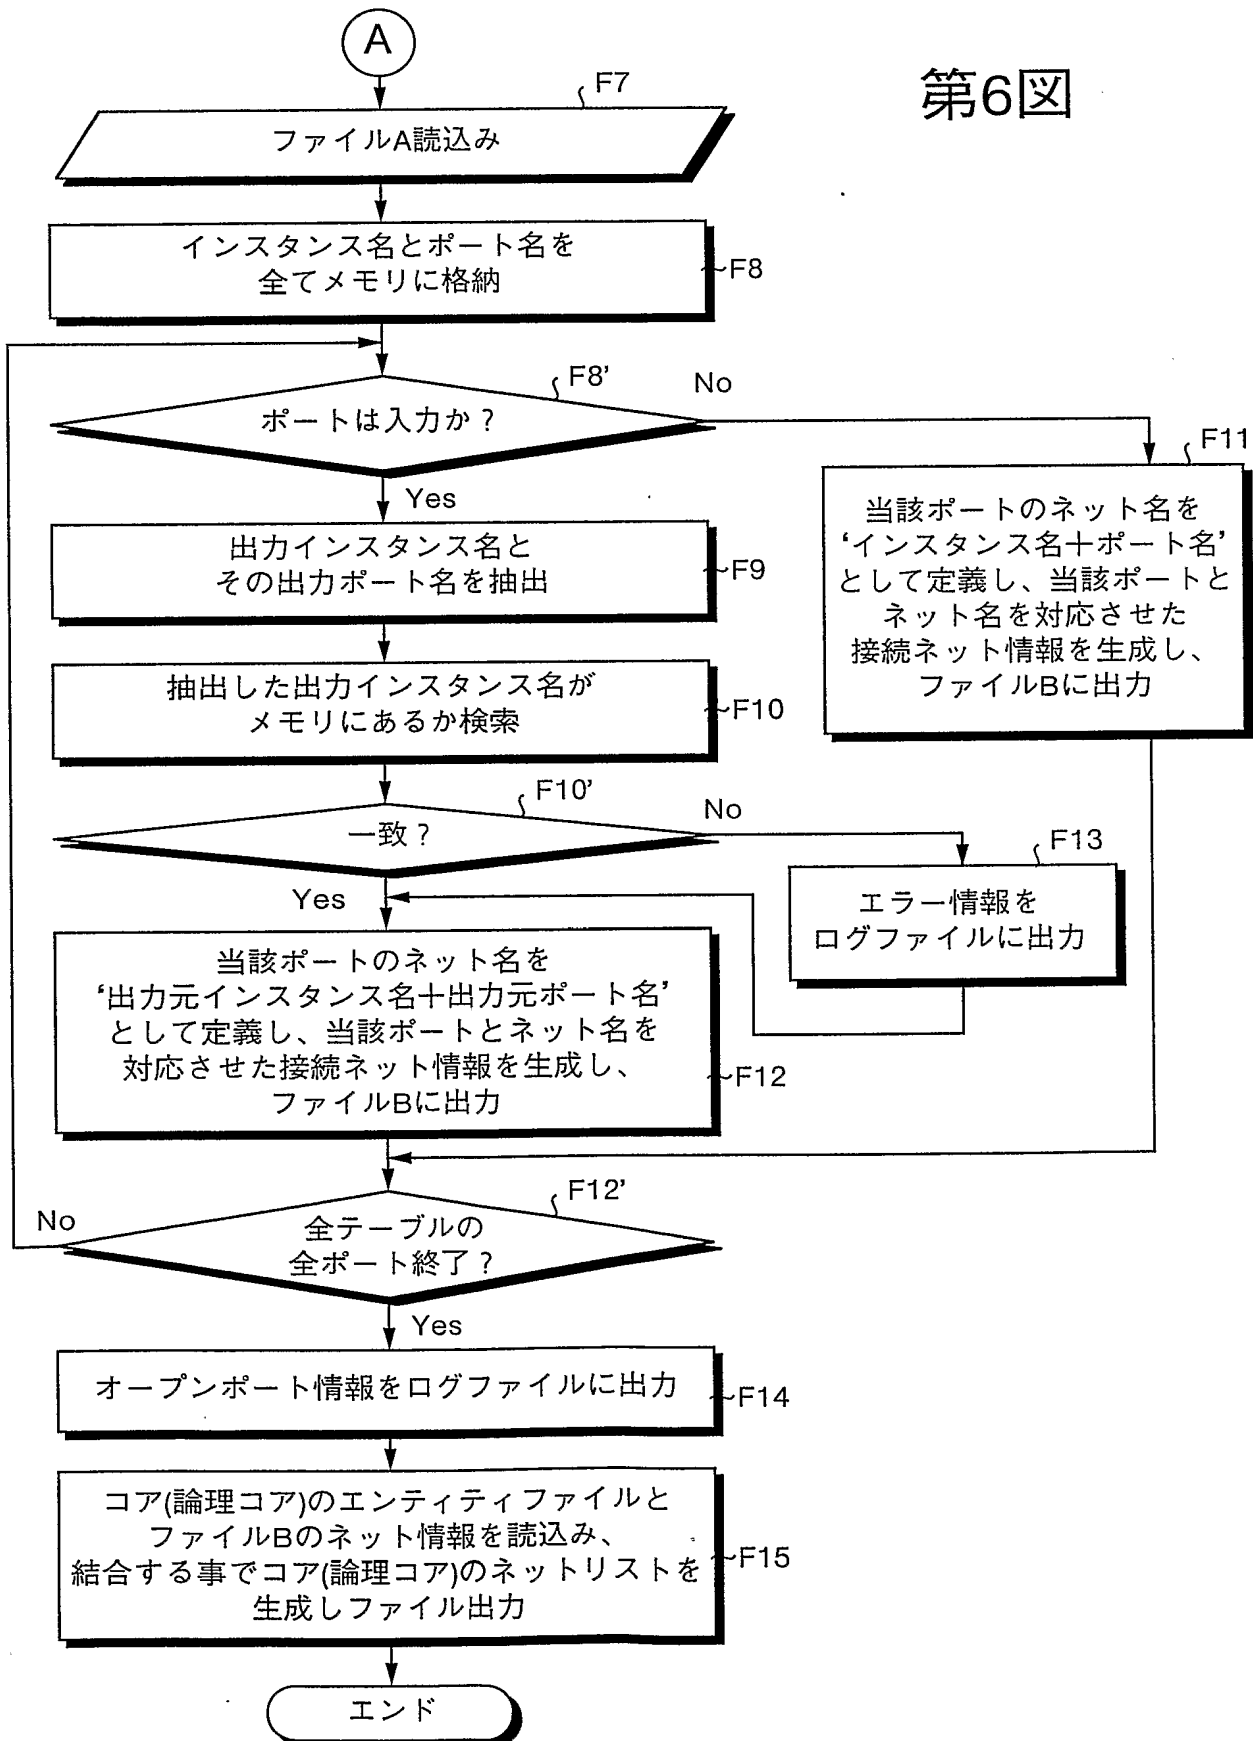 A
第6図
F7
ファイルA読込み
インスタンス名とポート名を
全てメモリに格納
F8
F8'
ポートは入力か?
No
Yes
F11
当該ポートのネット名を
‘インスタンス名+ポート名’
として定義し、当該ポートと
ネット名を対応させた
接続ネット情報を生成し、
ファイルBに出力
出力インスタンス名と
その出力ポート名を抽出
F9
抽出した出力インスタンス名が
メモリにあるか検索
F10
F10'
一致?
No
Yes
F13
エラー情報を
ログファイルに出力
当該ポートのネット名を
‘出力元インスタンス名+出力元ポート名’
として定義し、当該ポートとネット名を
対応させた接続ネット情報を生成し、
ファイルBに出力
F12
F12'
No
全テーブルの
全ポート終了?
Yes
オープンポート情報をログファイルに出力
F14
コア(論理コア)のエンティティファイルと
ファイルBのネット情報を読込み、
結合する事でコア(論理コア)のネットリストを
生成しファイル出力
F15
エンド